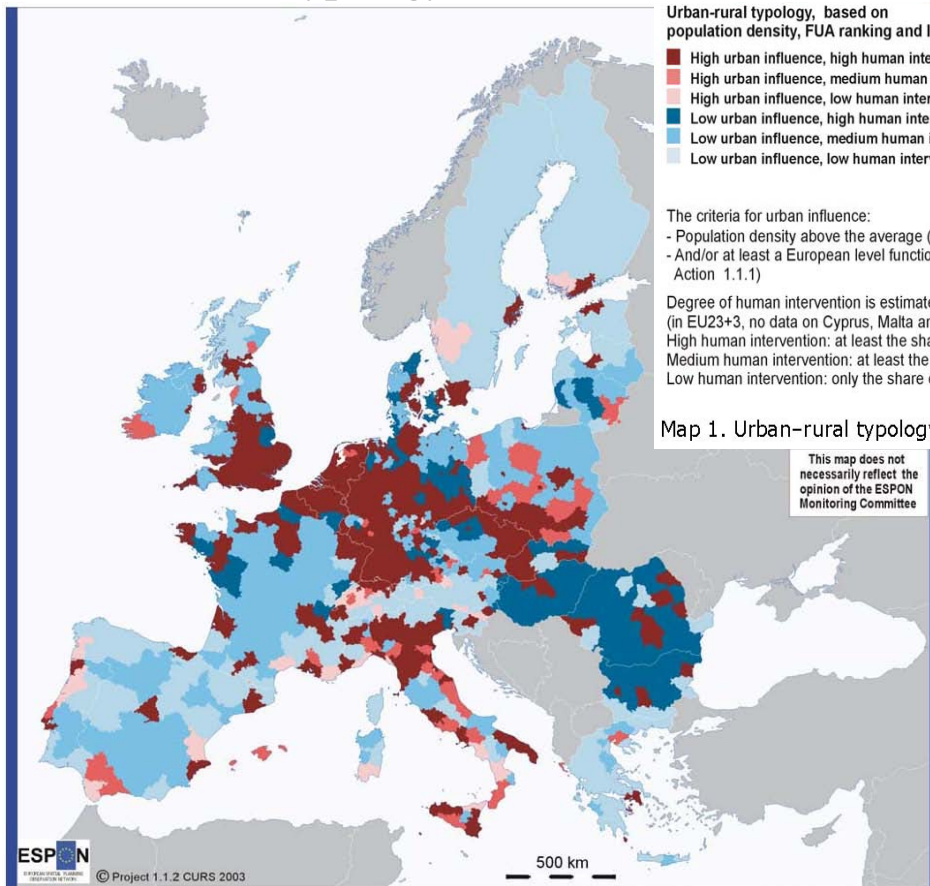 Urban-rural typology, based on
population density, FUA ranking and l
High urban influence, high human inte
High urban influence, medium human
High urban influence, low human inter
Low urban influence, high human inte
Low urban influence, medium human i
Low urban influence, low human interv
The criteria for urban influence:
- Population density above the average (
- And/or at least a European level functio
Action 1.1.1)
Degree of human intervention is estimate
(in EU23+3, no data on Cyprus, Malta an
High human intervention: at least the sha
Medium human intervention: at least the
Low human intervention: only the share o
Map 1. Urban-rural typology
This map does not
necessarily reflect the
opinion of the ESPON
Monitoring Committee
ESPON
EUROPEAN SPATIAL PLANNING
OBSERVATION NETWORK
© Project 1.1.2 CURS 2003
500 km